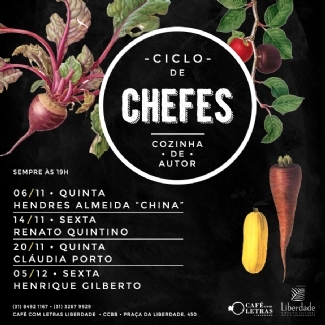 -CICLO-
DE
CHEFES
COZINHA
• DE •
AUTOR
SEMPRE ÀS 19H
06/11 • QUINTA
HENDRES ALMEIDA "CHINA"
14/11 • SEXTA
RENATO QUINTINO
20/11 • QUINTA
CLÁUDIA PORTO
05/12 • SEXTA
HENRIQUE GILBERTO
(31) 9492 1167 • (31) 3267 9929
CAFÉ COM LETRAS LIBERDADE • CCBB • PRAÇA DA LIBERDADE, 450
CAFÉ COM
LETRAS
LIBERDADE
Liberdade